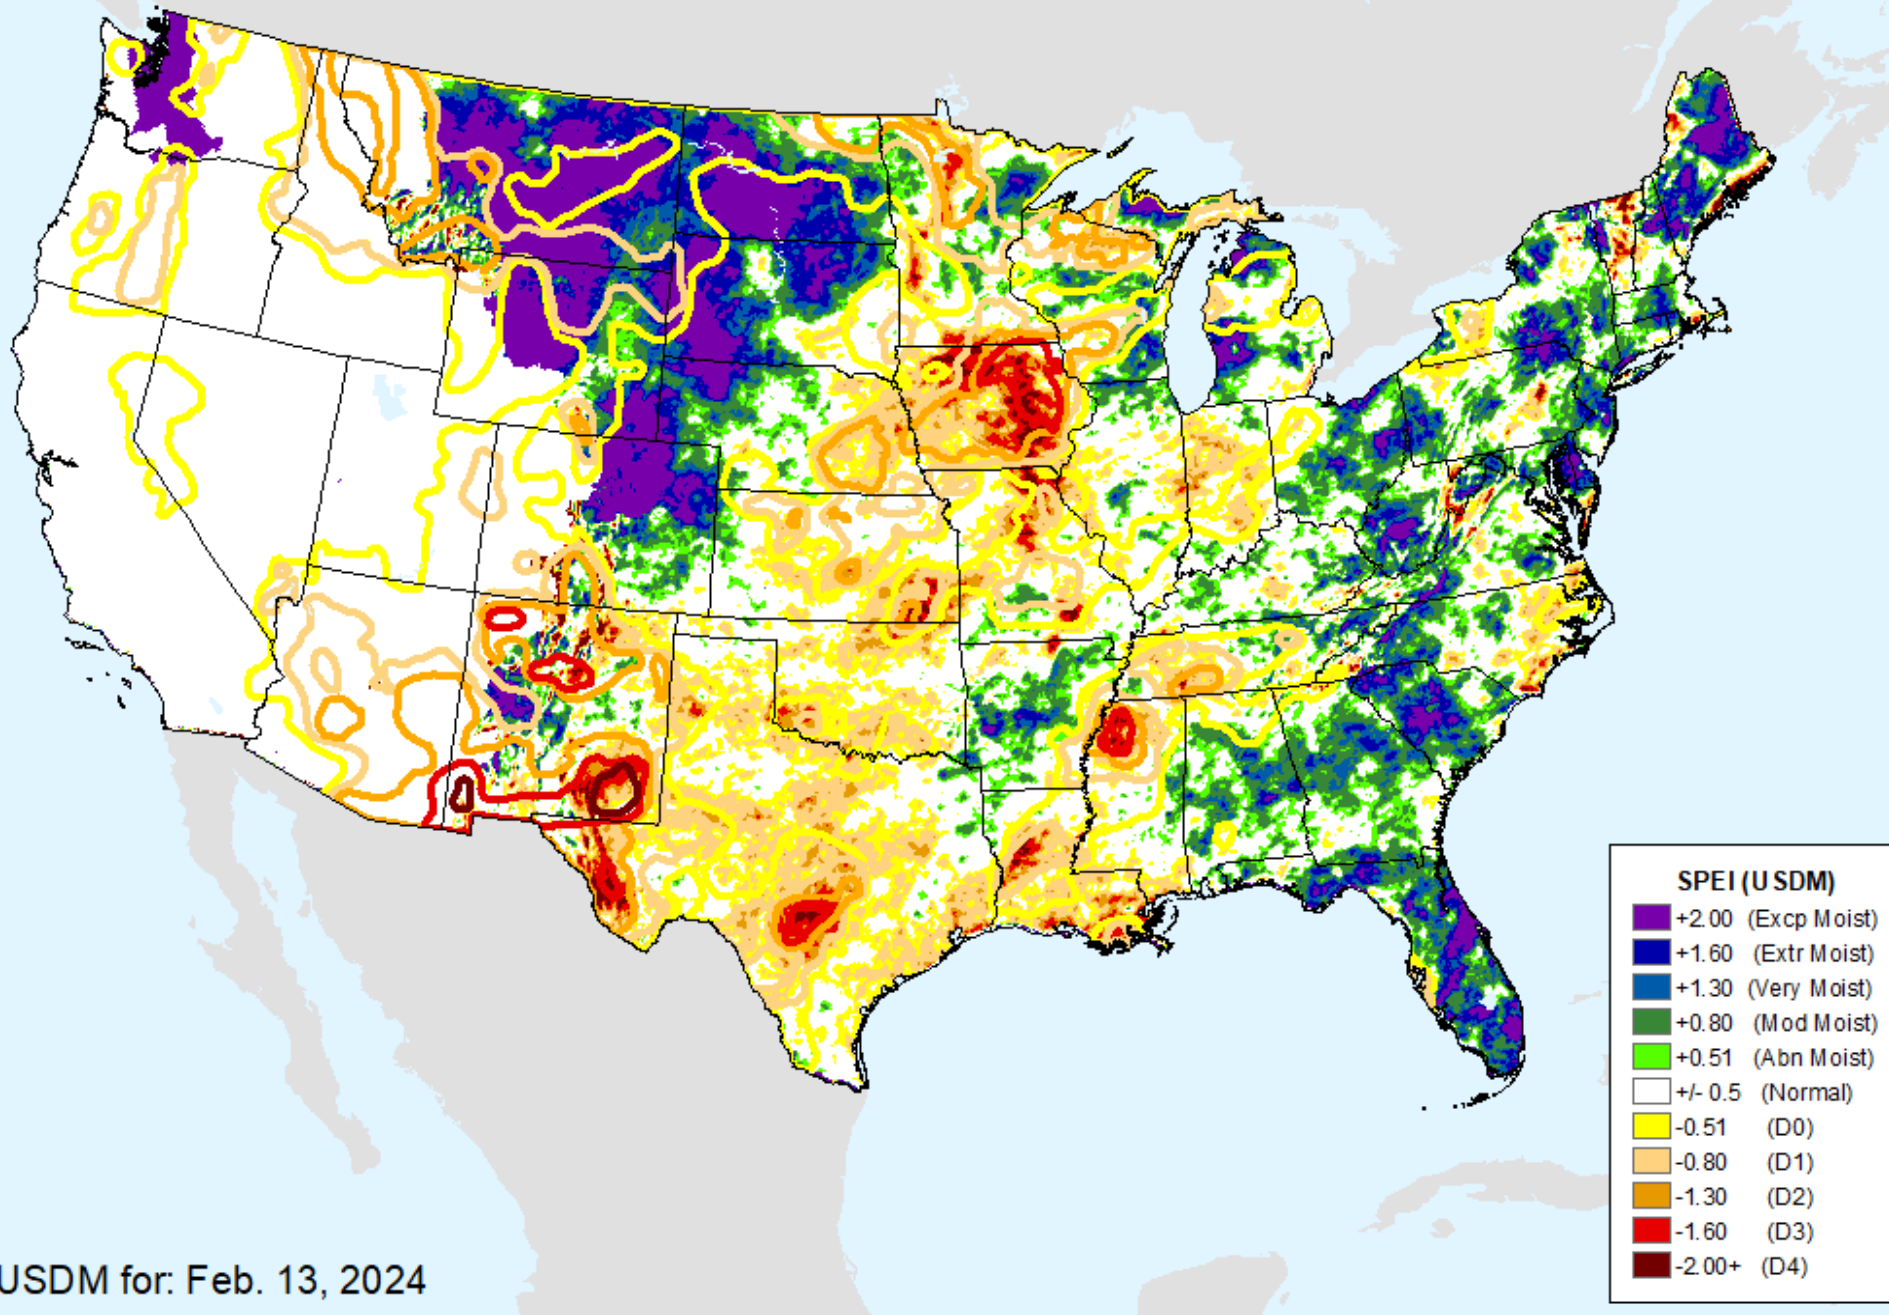 SPEI (USDM)
+2.00 (Excp Moist)
+1.60 (Extr Moist)
+1.30 (Very Moist)
+0.80 (Mod Moist)
+0.51 (Abn Moist)
+/- 0.5 (Normal)
-0.51 (D0)
-0.80 (D1)
-1.30 (D2)
-1.60 (D3)
-2.00+ (D4)
USDM for: Feb. 13, 2024